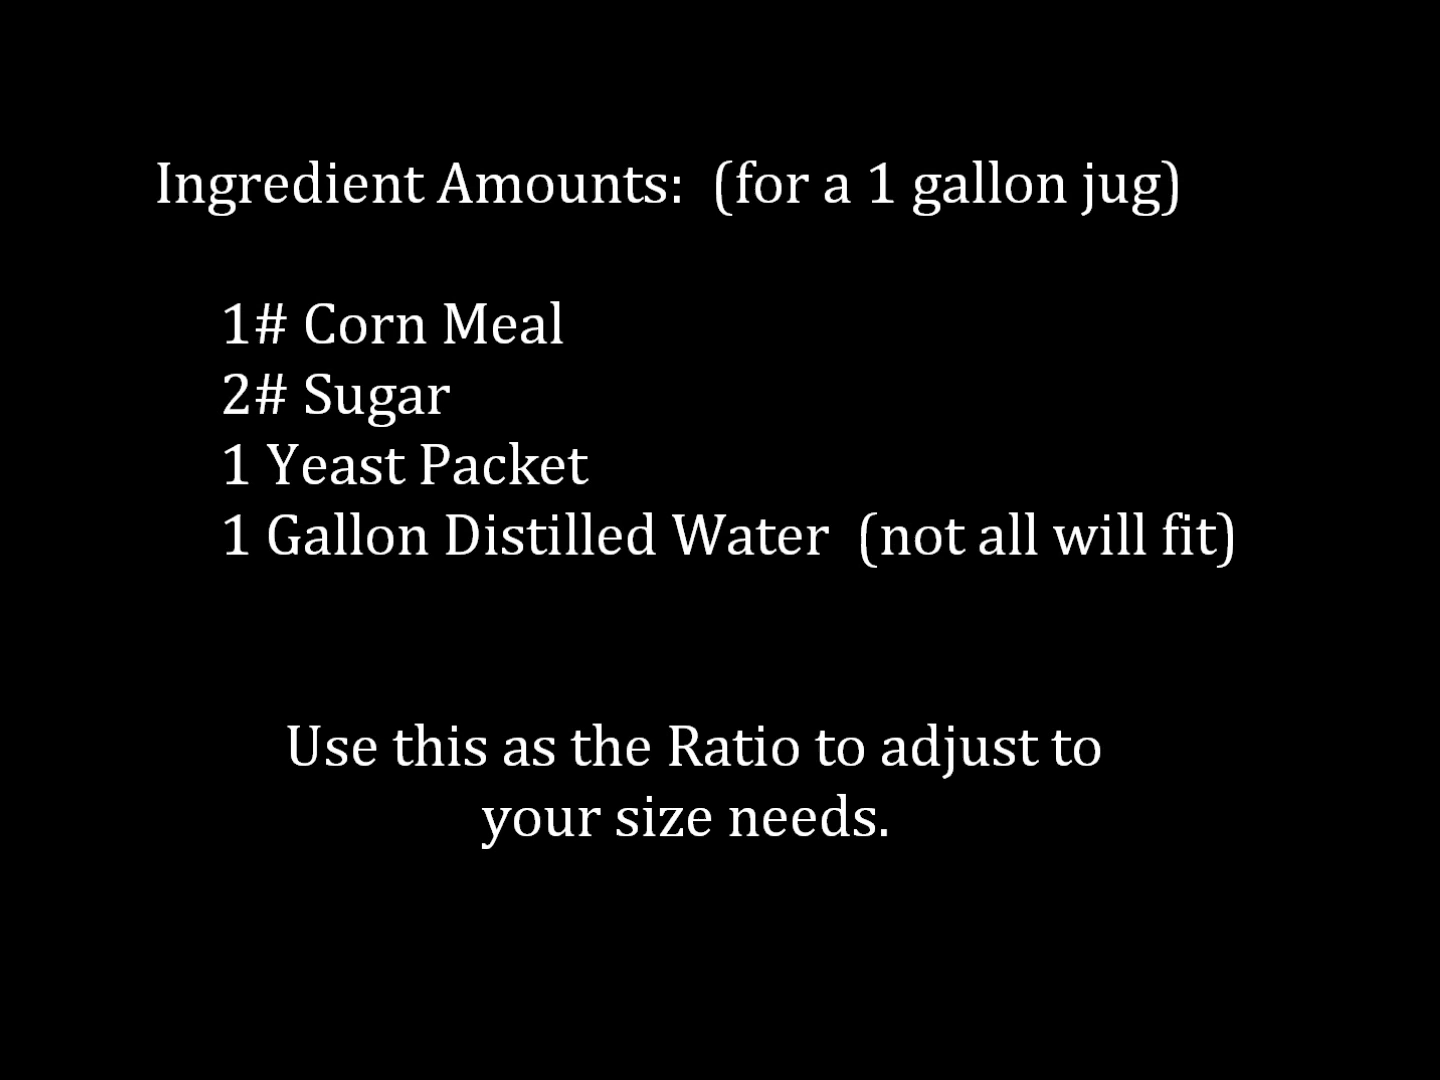 Ingredient Amounts:  (for a 1 gallon jug)
1# Corn Meal
2# Sugar
1 Yeast Packet
1 Gallon Distilled Water  (not all will fit)
Use this as the Ratio to adjust to
your size needs.